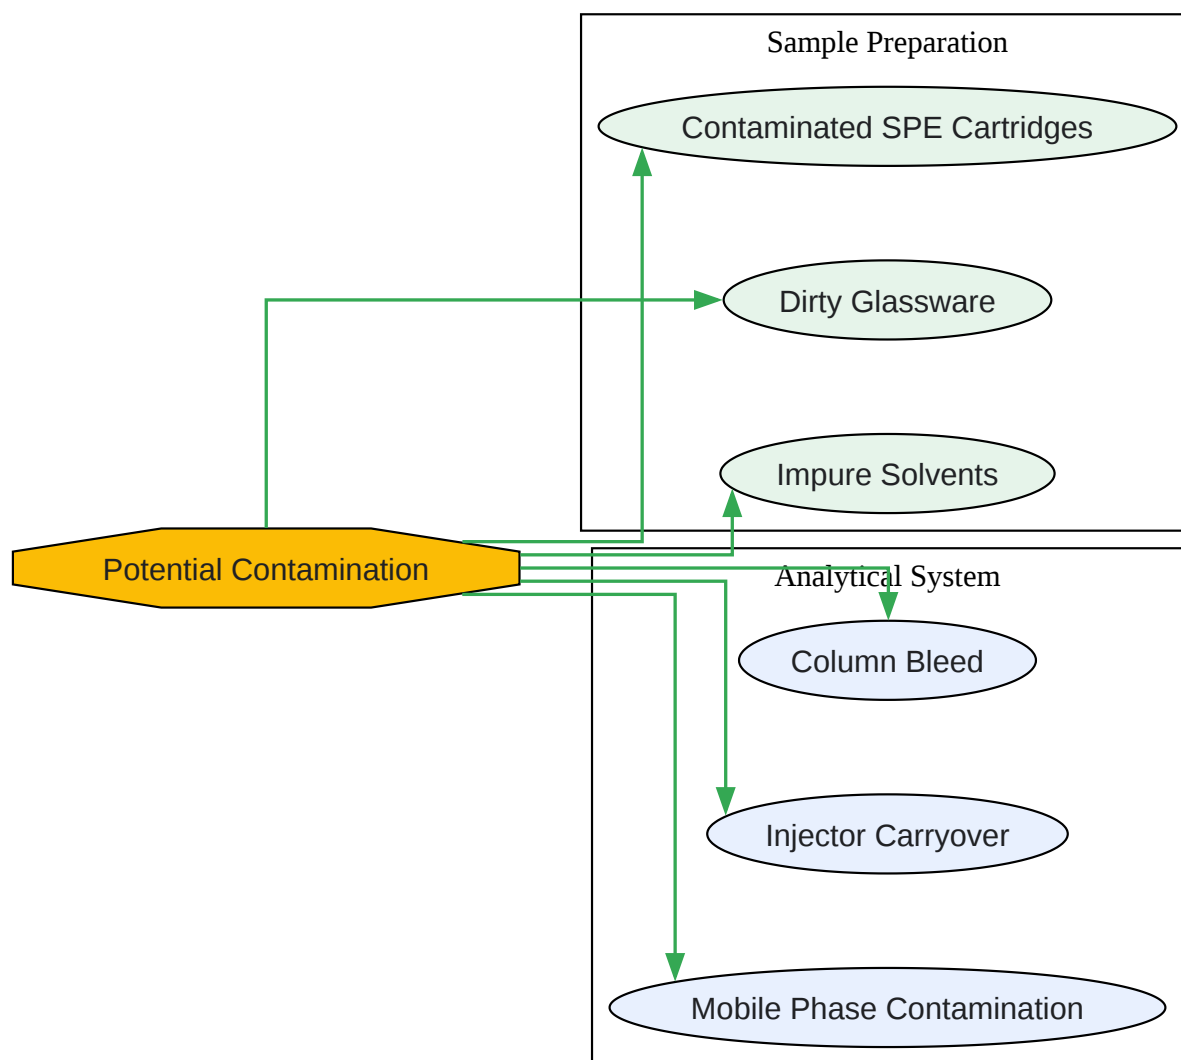 Sample Preparation
Contaminated SPE Cartridges
Dirty Glassware
Impure Solvents
Potential Contamination
Analytical System
Column Bleed
Injector Carryover
Mobile Phase Contamination